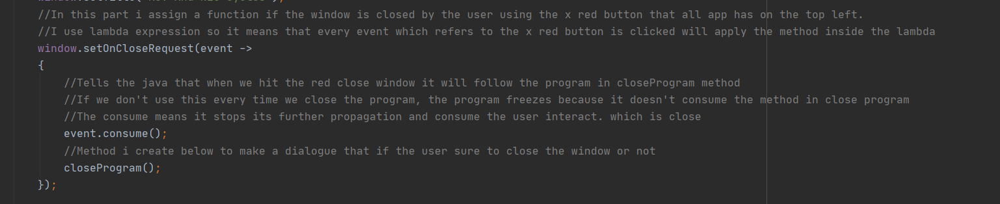 //In this part i assign a function if the window is closed by the user using the x red button that all app has on the top left.
//I use lambda expression so it means that every event which refers to the x red button is clicked will apply the method inside the lambda
window.setOnCloseRequest(event ->
{
//Tells the java that when we hit the red close window it will follow the program in closeProgram method
//If we don't use this every time we close the program, the program freezes because it doesn't consume the method in close program
//The consume means it stops its further propagation and consume the user interact. which is close
event.consume();
//Method i create below to make a dialogue that if the user sure to close the window or not
closeProgram();
});